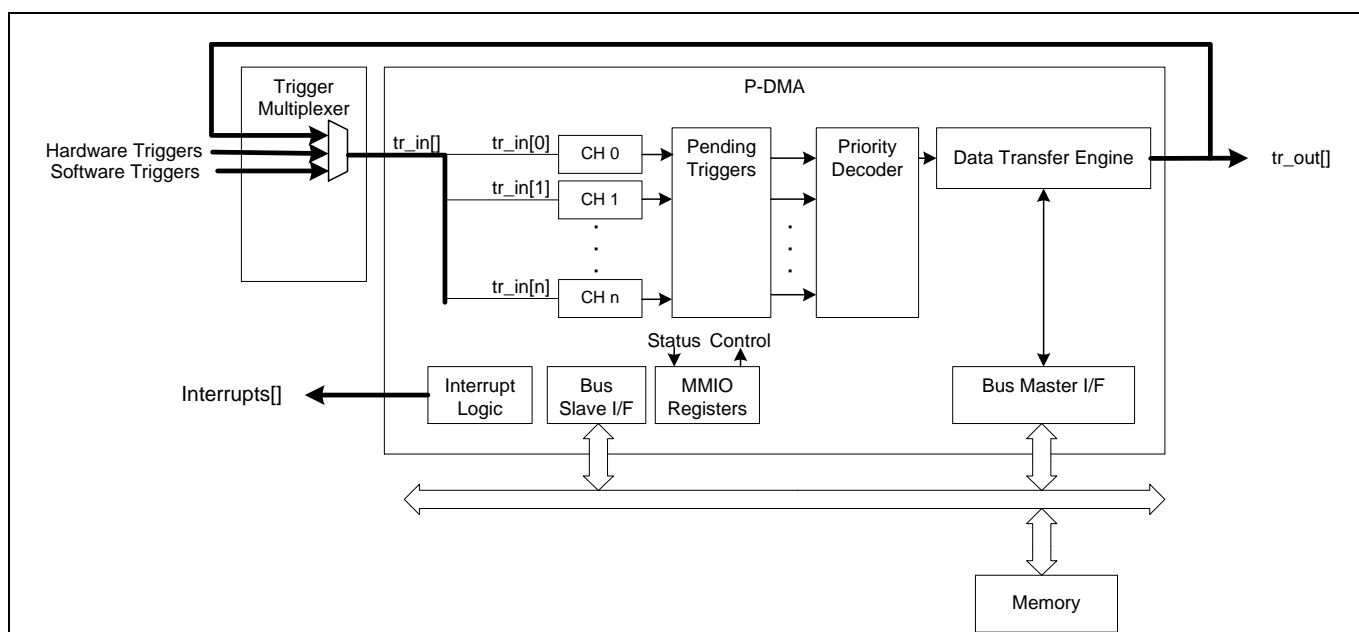 Trigger
Multiplexer
P-DMA
Hardware Triggers
Software Triggers
tr_in[]
tr_in[0]
CH 0
tr_in[1]
CH 1
tr_in[n]
CH n
Pending
Triggers
Priority
Decoder
Data Transfer Engine
tr_out[]
Status Control
Interrupts[]
Interrupt
Logic
Bus
Slave I/F
MMIO
Registers
Bus Master I/F
Memory